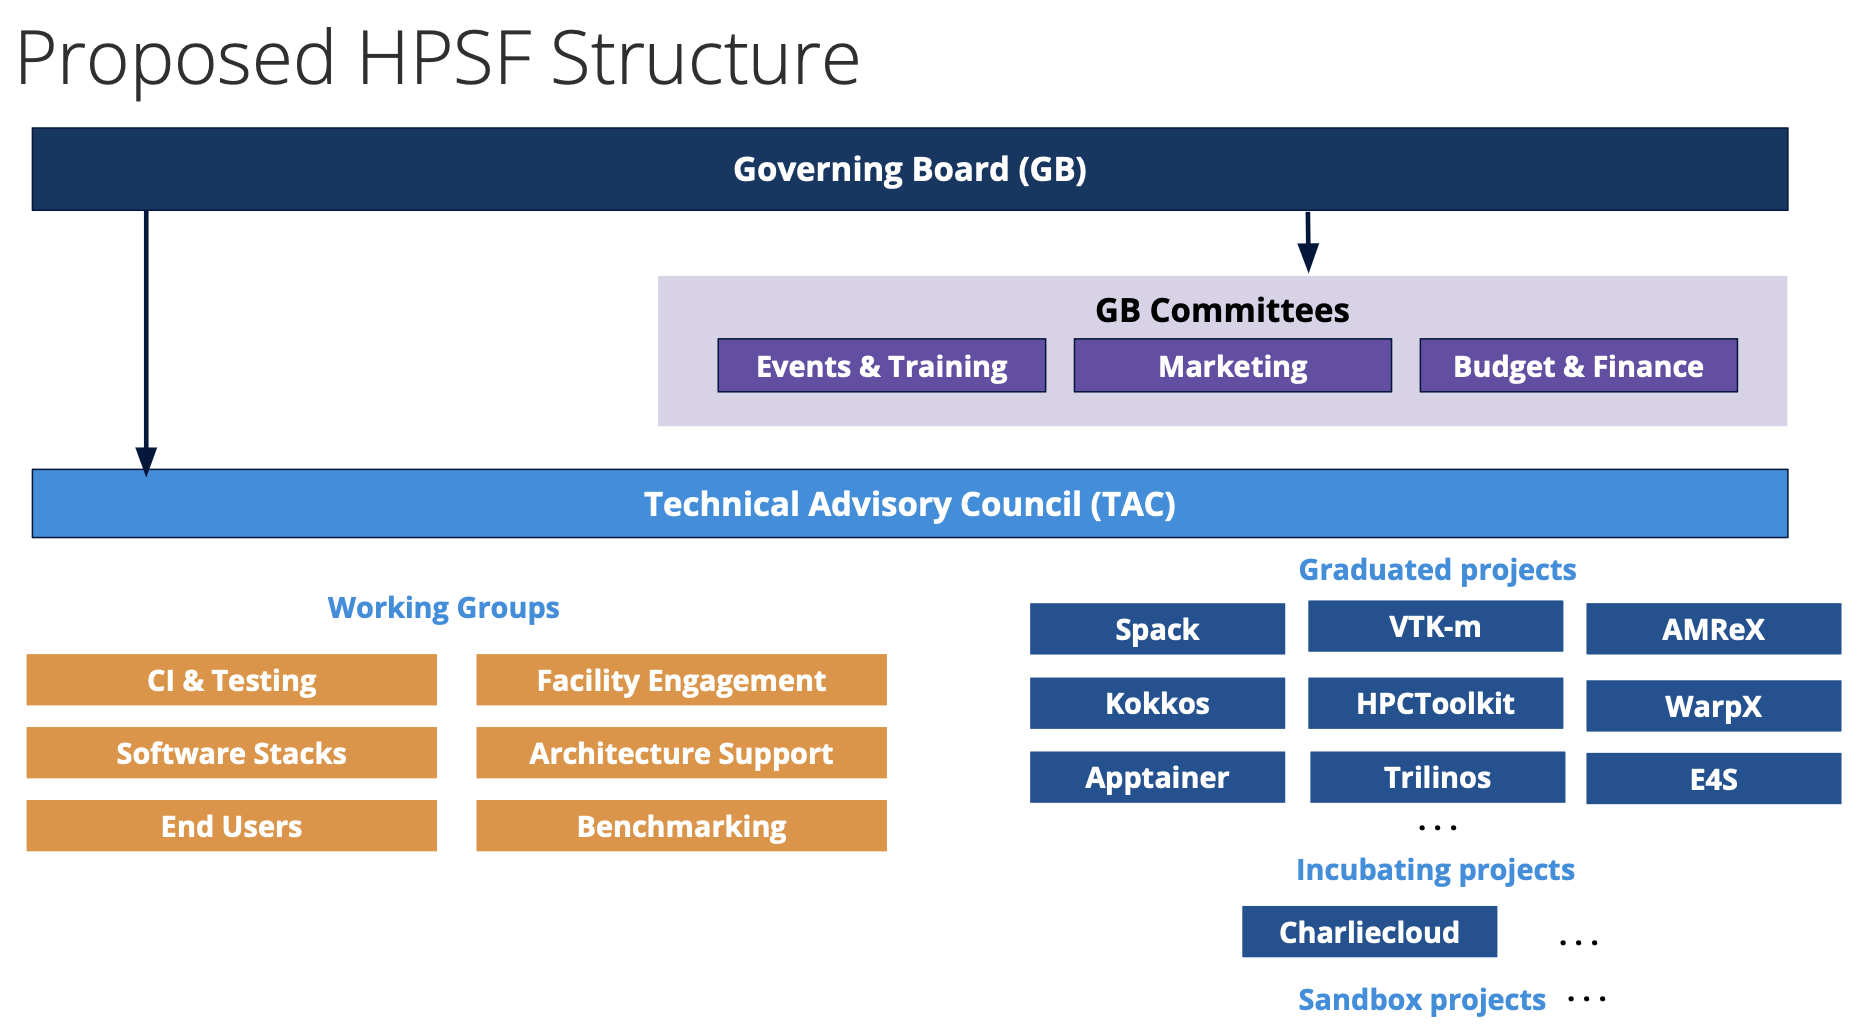 Proposed HPSF Structure
Governing Board (GB)
GB Committees
Events & Training
Marketing
Budget & Finance
Technical Advisory Council (TAC)
Working Groups
CI & Testing
Facility Engagement
Software Stacks
Architecture Support
End Users
Benchmarking
Graduated projects
Spack
VTK-m
AMReX
Kokkos
HPCToolkit
WarpX
Apptainer
Trilinos
E4S
...
Incubating projects
Charliecloud
...
Sandbox projects ...